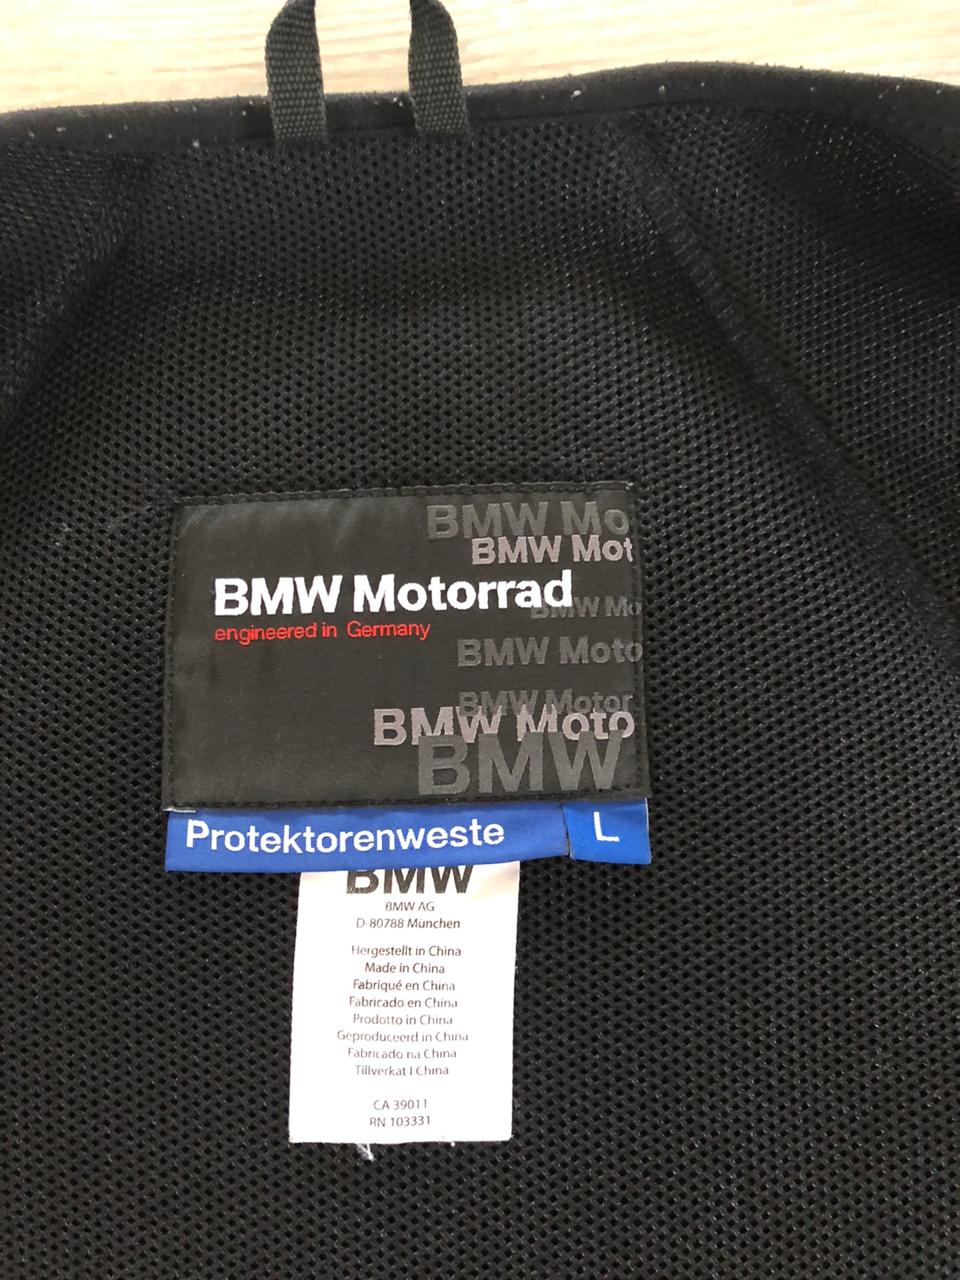 BMW Mo
BMW Mot
BMW Motorrad
BMW Mo
engineered in Germany
BMW Moto
BMW Motor
BMW Moto
BMW
Protektorenweste L
BMW
BMW AG
D-80788 München
Hergestellt in China
Made in China
Fabriqué en China
Fabricado en China
Prodotto in China
Geproduceerd in China
Fabricado na China
Tillverkat I China
CA 39011
RN 103331